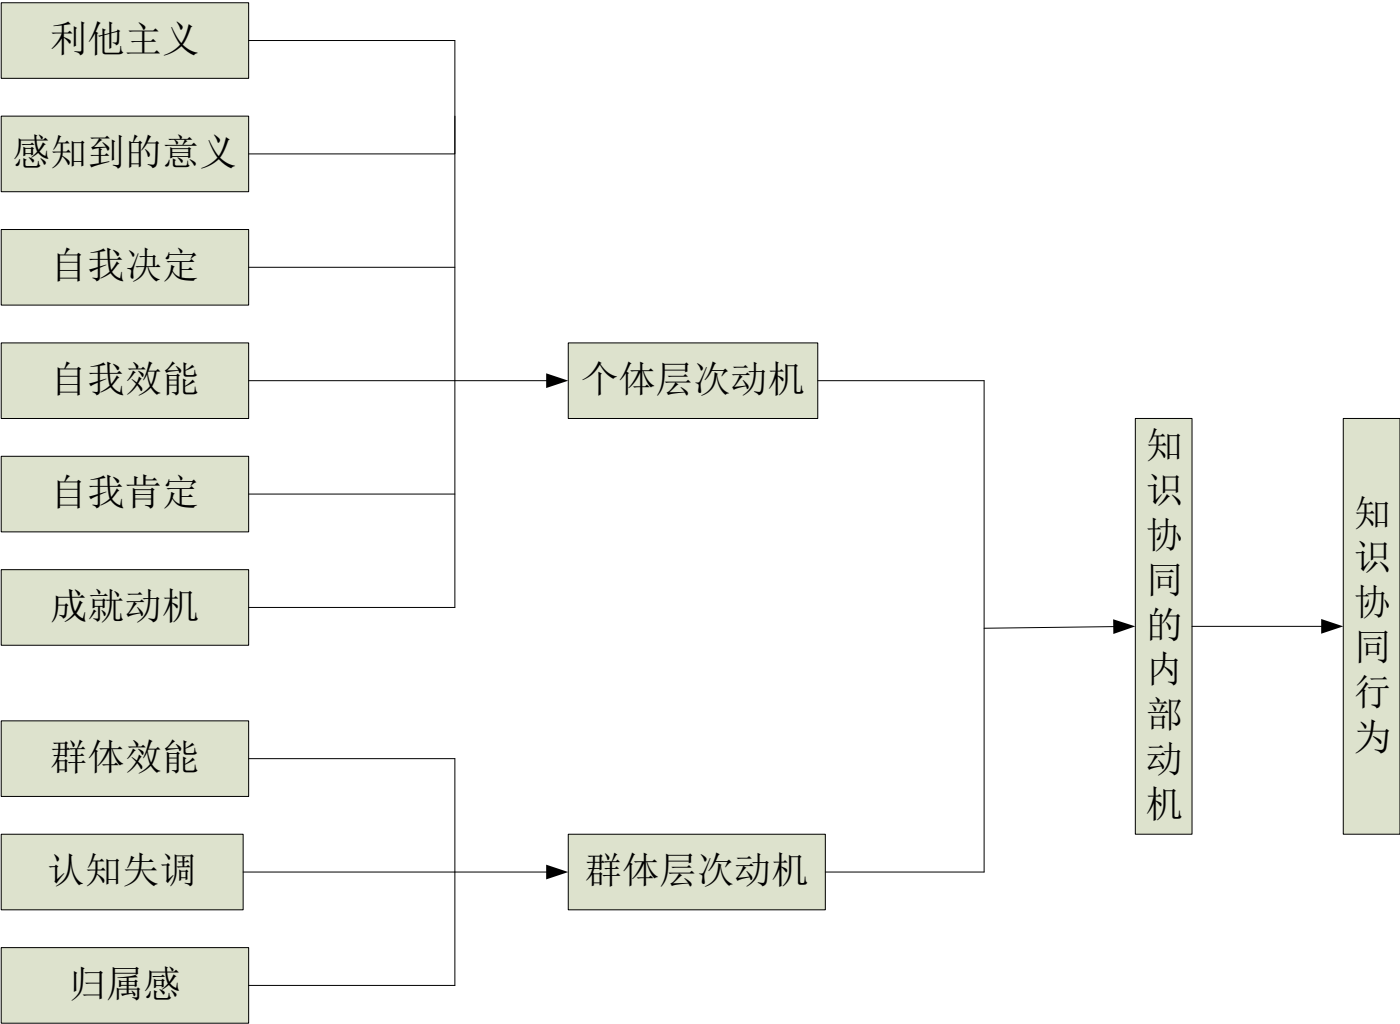 利他主义
感知到的意义
自我决定
自我效能
自我肯定
成就动机
群体效能
认知失调
归属感
个体层次动机
群体层次动机
知识协同的内部动机
知识协同行为